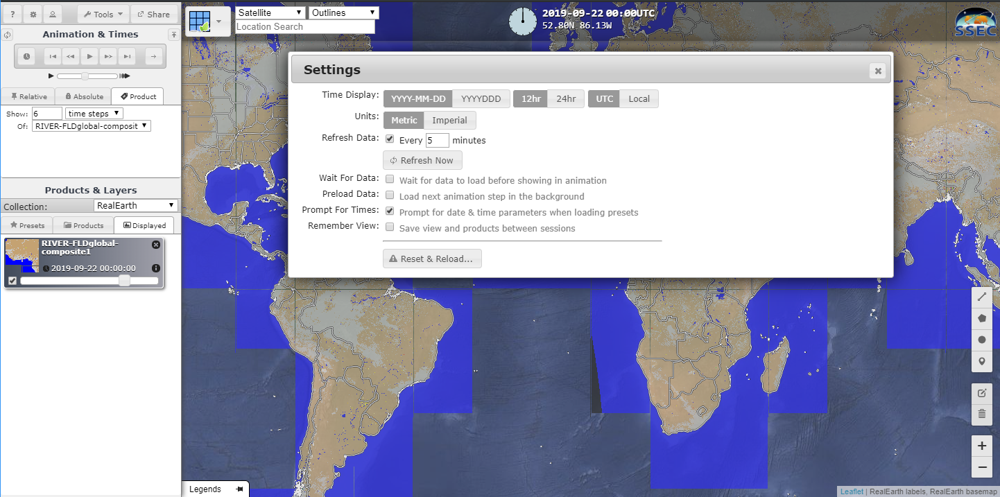 ?
Tools
Share
Animation & Times
Relative
Absolute
Product
Show: 6 time steps
Of: RIVER-FLDglobal-composit
Products & Layers
Collection: RealEarth
Presets
Products
Displayed
RIVER-FLDglobal-
composite1
2019-09-22 00:00:00
Satellite
Outlines
Location Search
2019-09-22 00:00UTC
52.80N 86.13W
SSEC
Settings
Time Display: YYYY-MM-DD YYYYDDD 12hr 24hr UTC Local
Units: Metric Imperial
Refresh Data: Every 5 minutes
Refresh Now
Wait For Data: Wait for data to load before showing in animation
Preload Data: Load next animation step in the background
Prompt For Times: Prompt for date & time parameters when loading presets
Remember View: Save view and products between sessions
Reset & Reload...
+
−
Legends
Leaflet | RealEarth labels, RealEarth basemap